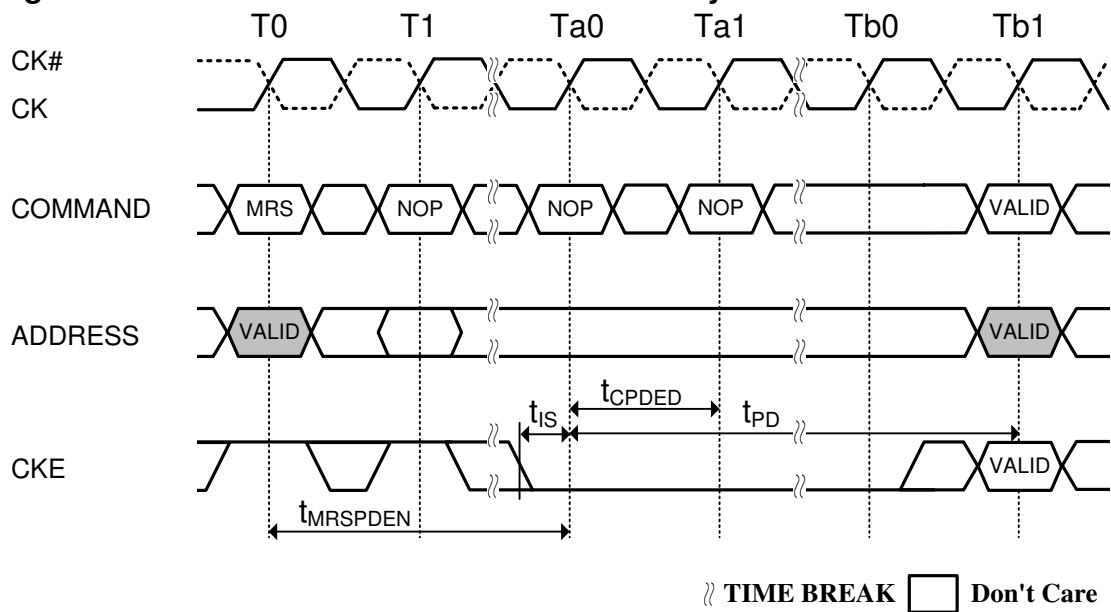 T0 T1 Ta0 Ta1 Tb0 Tb1
CK#
CK
COMMAND MRS NOP NOP NOP VALID
ADDRESS VALID VALID
tCPDED
tIS tPD
CKE VALID
tMRSPDEN
TIME BREAK Don't Care